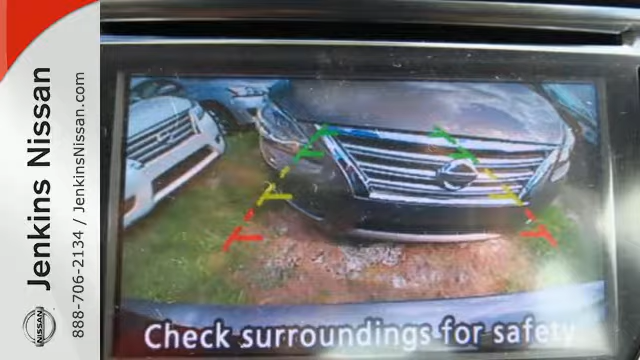 Jenkins Nissan
888-706-2134 / JenkinsNissan.com
NISSAN
Check surroundings for safety